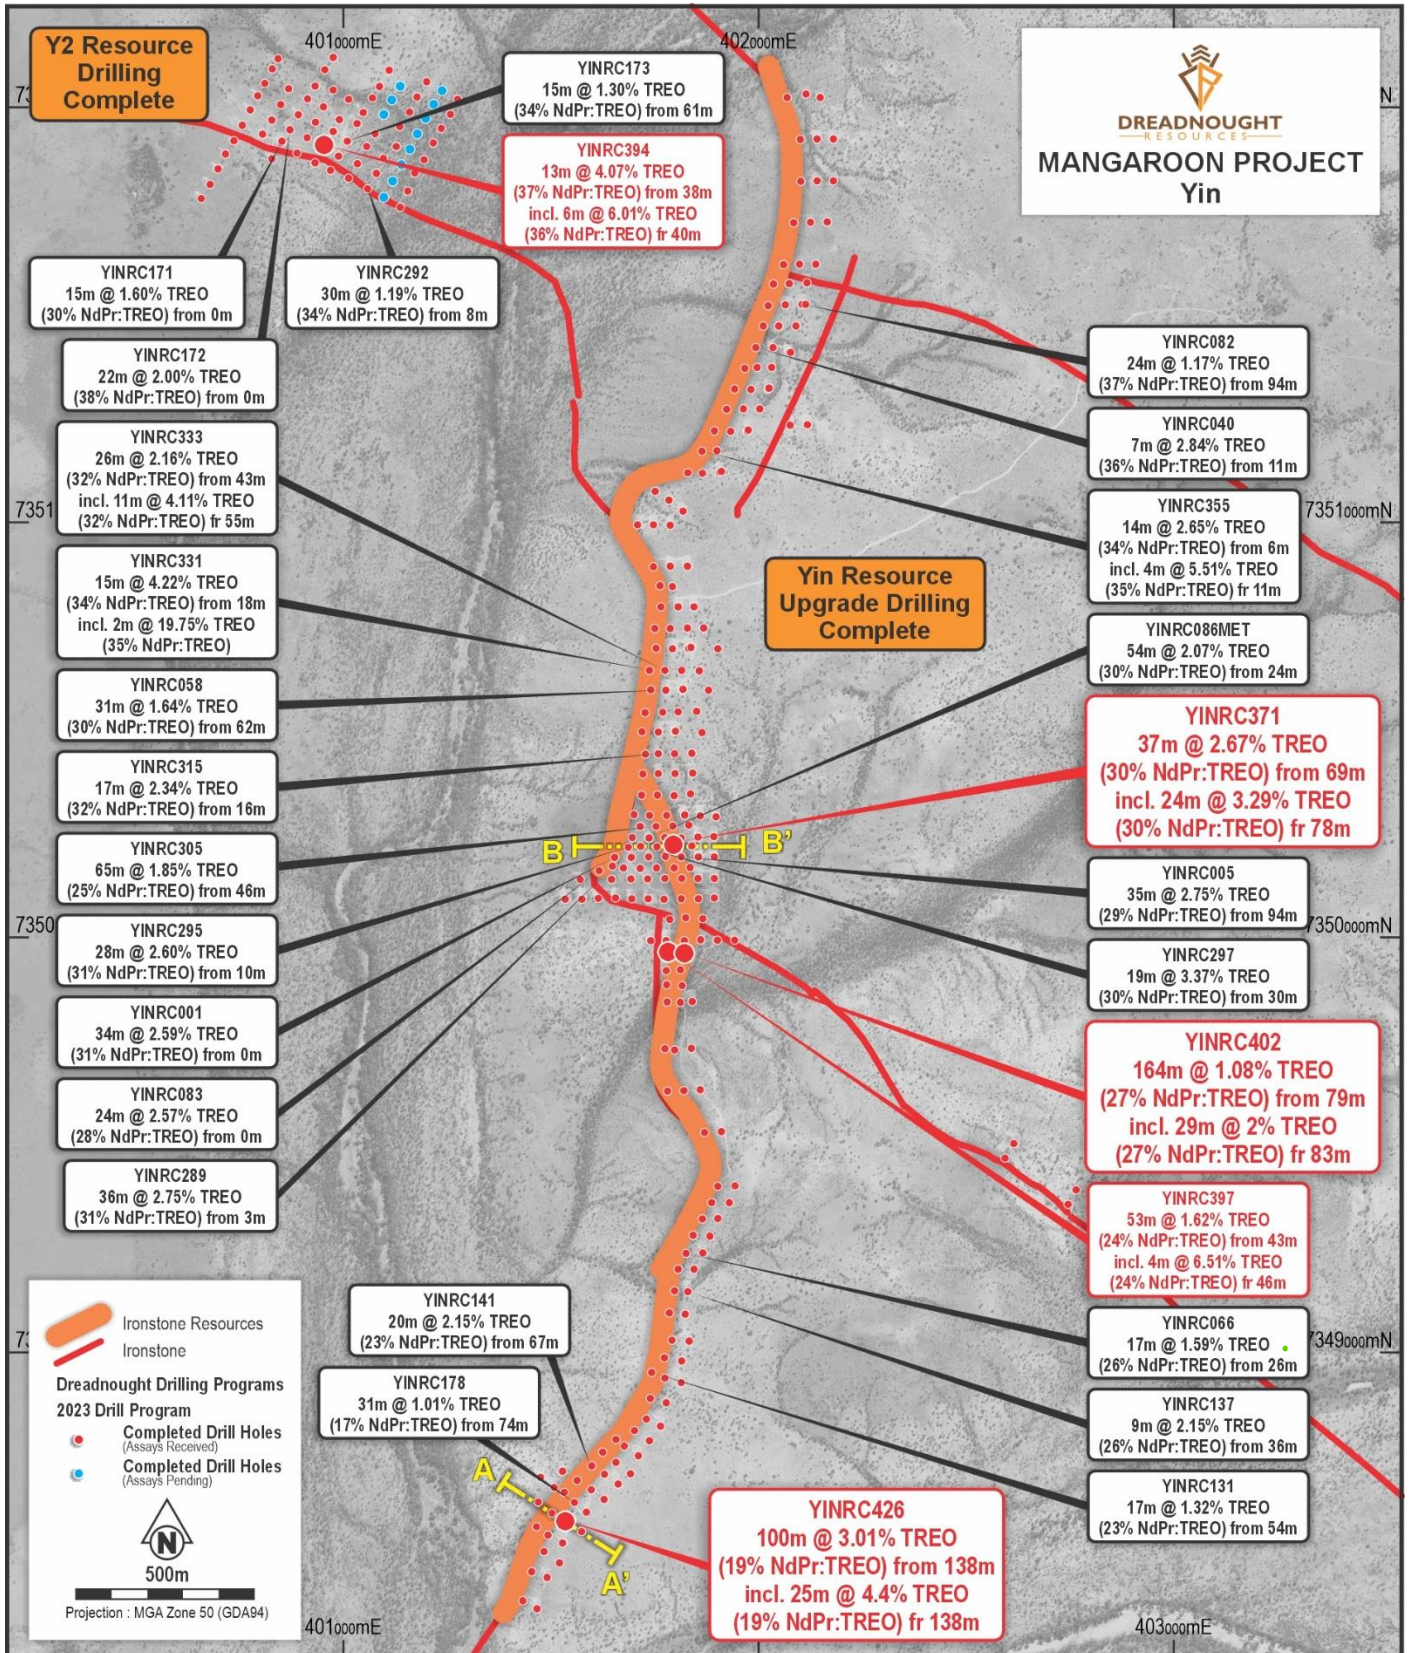 Y2 Resource
Drilling
Complete
401000mE
402000mE
DREADNOUGHT
RESOURCES
MANGAROON PROJECT
Yin
YINRC173
15m @ 1.30% TREO
(34% NdPr:TREO) from 61m
YINRC394
13m @ 4.07% TREO
(37% NdPr:TREO) from 38m
incl. 6m @ 6.01% TREO
(36% NdPr:TREO) fr 40m
YINRC171
15m @ 1.60% TREO
(30% NdPr:TREO) from 0m
YINRC292
30m @ 1.19% TREO
(34% NdPr:TREO) from 8m
YINRC172
22m @ 2.00% TREO
(38% NdPr:TREO) from 0m
YINRC333
26m @ 2.16% TREO
(32% NdPr:TREO) from 43m
incl. 11m @ 4.11% TREO
(32% NdPr:TREO) fr 55m
7351
YINRC331
15m @ 4.22% TREO
(34% NdPr:TREO) from 18m
incl. 2m @ 19.75% TREO
(35% NdPr:TREO)
YINRC058
31m @ 1.64% TREO
(30% NdPr:TREO) from 62m
YINRC315
17m @ 2.34% TREO
(32% NdPr:TREO) from 16m
YINRC305
65m @ 1.85% TREO
(25% NdPr:TREO) from 46m
7350
YINRC295
28m @ 2.60% TREO
(31% NdPr:TREO) from 10m
YINRC001
34m @ 2.59% TREO
(31% NdPr:TREO) from 0m
YINRC083
24m @ 2.57% TREO
(28% NdPr:TREO) from 0m
YINRC289
36m @ 2.75% TREO
(31% NdPr:TREO) from 3m
Yin Resource
Upgrade Drilling
Complete
B
B'
YINRC082
24m @ 1.17% TREO
(37% NdPr:TREO) from 94m
YINRC040
7m @ 2.84% TREO
(36% NdPr:TREO) from 11m
YINRC355
14m @ 2.65% TREO
(34% NdPr:TREO) from 6m
incl. 4m @ 5.51% TREO
(35% NdPr:TREO) fr 11m
7351000mN
YINRC086MET
54m @ 2.07% TREO
(30% NdPr:TREO) from 24m
YINRC371
37m @ 2.67% TREO
(30% NdPr:TREO) from 69m
incl. 24m @ 3.29% TREO
(30% NdPr:TREO) fr 78m
YINRC005
35m @ 2.75% TREO
(29% NdPr:TREO) from 94m
7350000mN
YINRC297
19m @ 3.37% TREO
(30% NdPr:TREO) from 30m
YINRC402
164m @ 1.08% TREO
(27% NdPr:TREO) from 79m
incl. 29m @ 2% TREO
(27% NdPr:TREO) fr 83m
YINRC397
53m @ 1.62% TREO
(24% NdPr:TREO) from 43m
incl. 4m @ 6.51% TREO
(24% NdPr:TREO) fr 46m
YINRC066
17m @ 1.59% TREO
(26% NdPr:TREO) from 26m
7349000mN
YINRC137
9m @ 2.15% TREO
(26% NdPr:TREO) from 36m
YINRC131
17m @ 1.32% TREO
(23% NdPr:TREO) from 54m
YINRC141
20m @ 2.15% TREO
(23% NdPr:TREO) from 67m
YINRC178
31m @ 1.01% TREO
(17% NdPr:TREO) from 74m
A
A'
YINRC426
100m @ 3.01% TREO
(19% NdPr:TREO) from 138m
incl. 25m @ 4.4% TREO
(19% NdPr:TREO) fr 138m
Ironstone Resources
Ironstone
Dreadnought Drilling Programs
2023 Drill Program
Completed Drill Holes
(Assays Received)
Completed Drill Holes
(Assays Pending)
N
500m
Projection : MGA Zone 50 (GDA94)
401000mE
403000mE